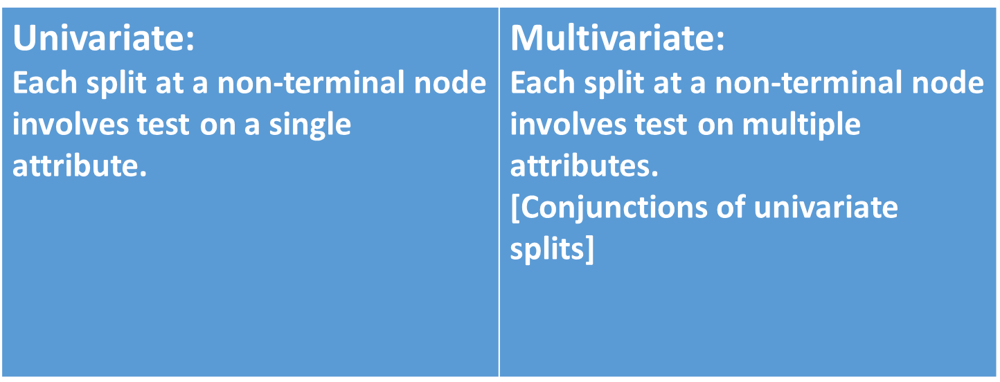 Univariate:
Each split at a non-terminal node
involves test on a single
attribute.
Multivariate:
Each split at a non-terminal node
involves test on multiple
attributes.
[Conjunctions of univariate
splits]